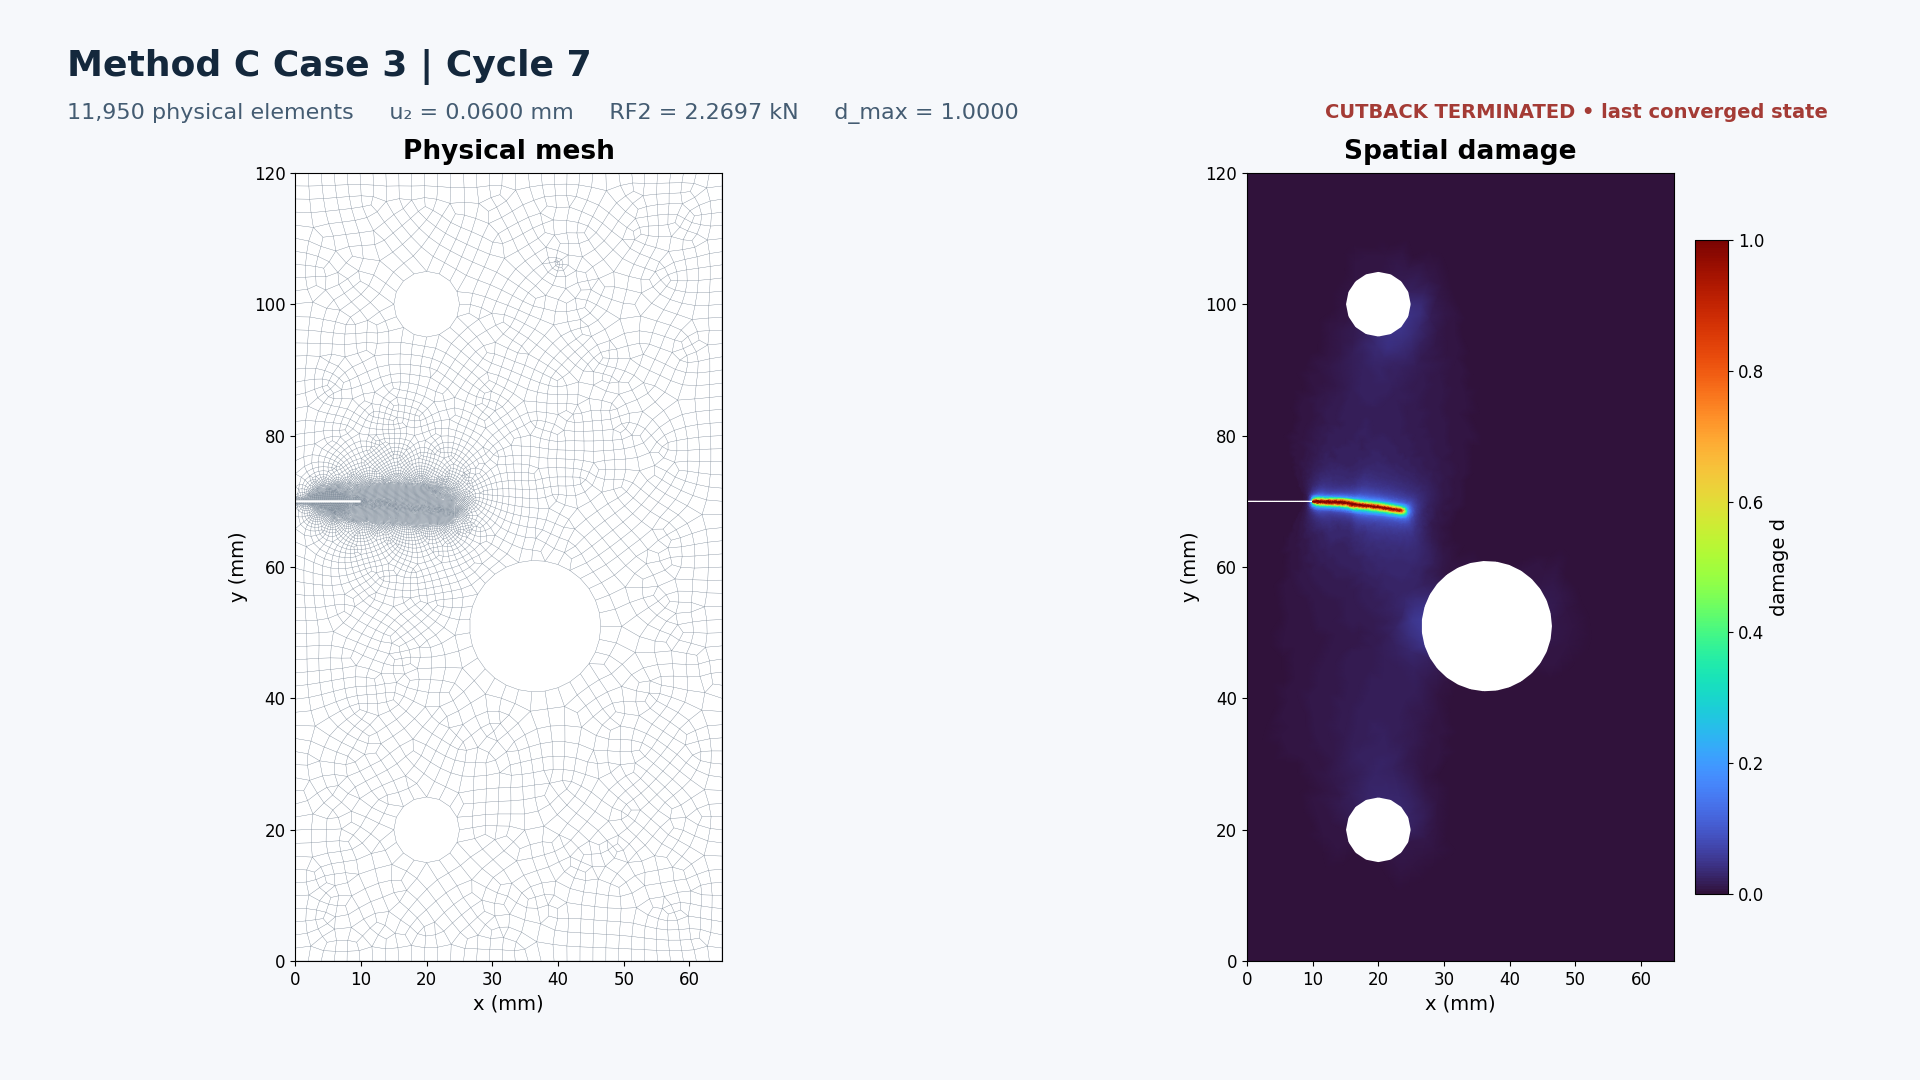 Method C Case 3 | Cycle 7
11,950 physical elements u₂ = 0.0600 mm RF2 = 2.2697 kN d_max = 1.0000
CUTBACK TERMINATED • last converged state
Physical mesh
120
100
80
60
40
20
0
y (mm)
0 10 20 30 40 50 60
x (mm)
Spatial damage
120
100
80
60
40
20
0
y (mm)
0 10 20 30 40 50 60
x (mm)
1.0
0.8
0.6
0.4
0.2
0.0
damage d